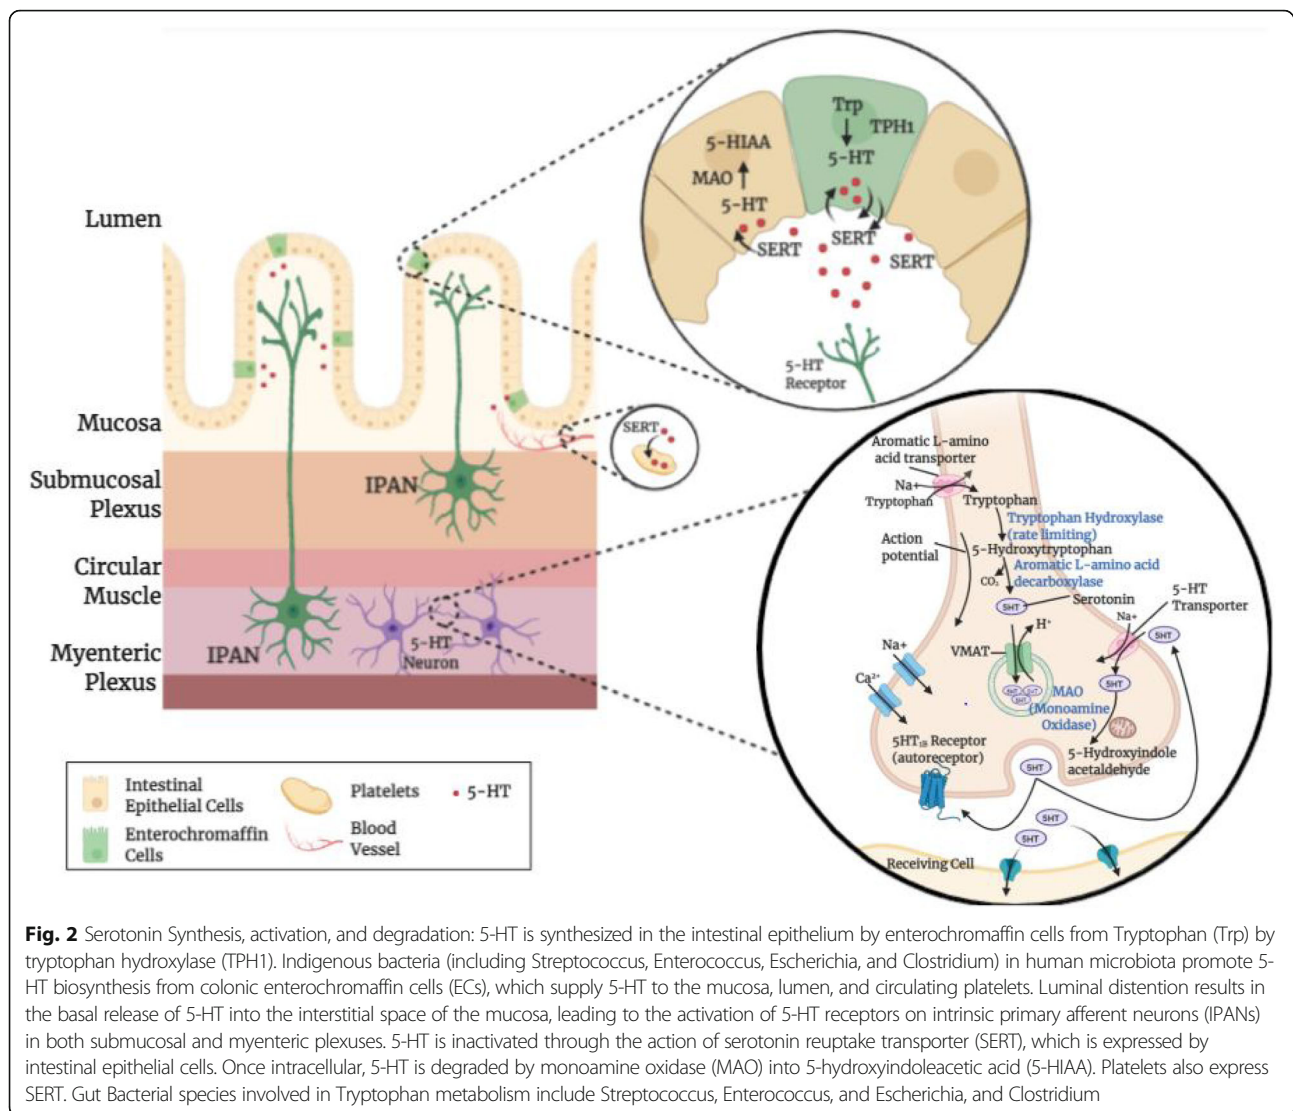 Lumen
Mucosa
Submucosal
Plexus
Circular
Muscle
Myenteric
Plexus
IPAN
IPAN
5-HT
Neuron
Trp
TPH1
5-HT
5-HIAA
MAO
5-HT
SERT
SERT
SERT
5-HT
Receptor
SERT
Aromatic L-amino
acid transporter
Na+
Tryptophan
Tryptophan
Tryptophan Hydroxylase
(rate limiting)
Action
potential
5-Hydroxytryptophan
Aromatic L-amino acid
decarboxylase
CO₂
5HT
Serotonin
5-HT
Transporter
Na+
5HT
H⁺
VMAT
Na+
Ca²⁺
5HT
5HT
5HT
5HT
MAO
(Monoamine
Oxidase)
5HT₁B Receptor
(autoreceptor)
5-Hydroxyindole
acetaldehyde
5HT
5HT
5HT
Receiving Cell
Intestinal
Epithelial Cells
Platelets
5-HT
Enterochromaffin
Cells
Blood
Vessel
Fig. 2 Serotonin Synthesis, activation, and degradation: 5-HT is synthesized in the intestinal epithelium by enterochromaffin cells from Tryptophan (Trp) by
tryptophan hydroxylase (TPH1). Indigenous bacteria (including Streptococcus, Enterococcus, Escherichia, and Clostridium) in human microbiota promote 5-
HT biosynthesis from colonic enterochromaffin cells (ECs), which supply 5-HT to the mucosa, lumen, and circulating platelets. Luminal distention results in
the basal release of 5-HT into the interstitial space of the mucosa, leading to the activation of 5-HT receptors on intrinsic primary afferent neurons (IPANs)
in both submucosal and myenteric plexuses. 5-HT is inactivated through the action of serotonin reuptake transporter (SERT), which is expressed by
intestinal epithelial cells. Once intracellular, 5-HT is degraded by monoamine oxidase (MAO) into 5-hydroxyindoleacetic acid (5-HIAA). Platelets also express
SERT. Gut Bacterial species involved in Tryptophan metabolism include Streptococcus, Enterococcus, and Escherichia, and Clostridium